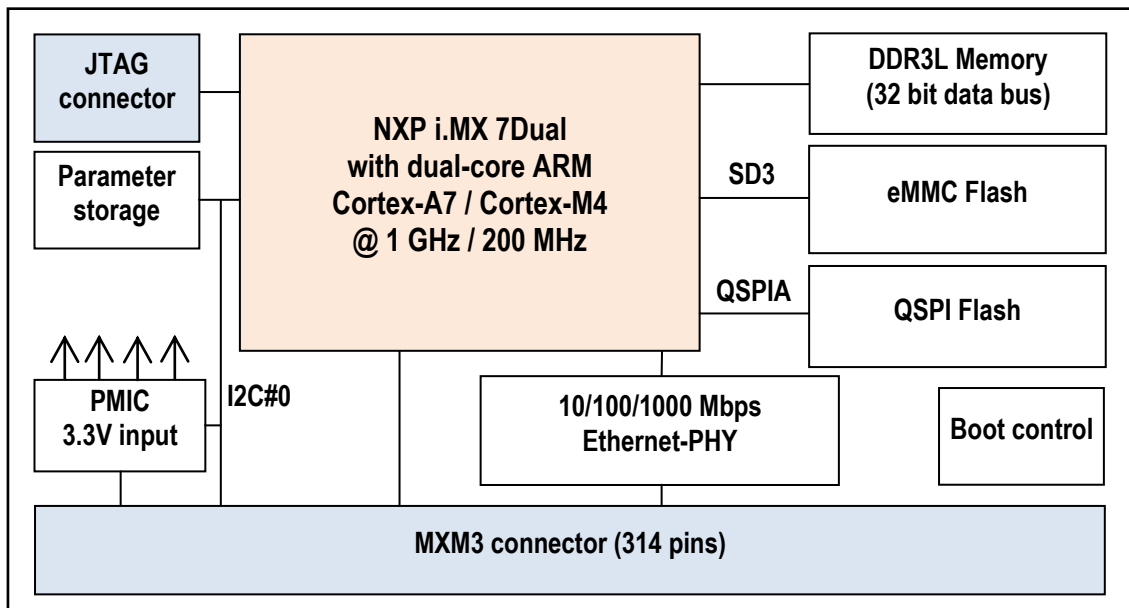 JTAG
connector
NXP i.MX 7Dual
with dual-core ARM
Cortex-A7 / Cortex-M4
@ 1 GHz / 200 MHz
DDR3L Memory
(32 bit data bus)
Parameter
storage
SD3
eMMC Flash
QSPIA
QSPI Flash
PMIC
3.3V input
I2C#0
10/100/1000 Mbps
Ethernet-PHY
Boot control
MXM3 connector (314 pins)